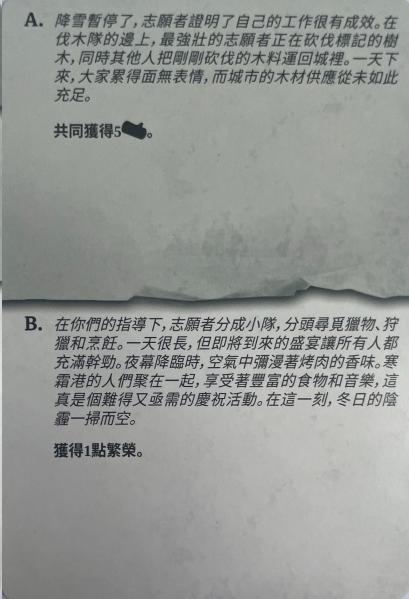 A. 降雪暫停了，志願者證明了自己的工作很有成效。在
伐木隊的邊上，最強壯的志願者正在砍伐標記的樹
木，同時其他人把剛剛砍伐的木料運回城裡。一天下
來，大家累得面無表情，而城市的木材供應從未如此
充足。
共同獲得5。
B. 在你們的指導下，志願者分成小隊，分頭尋覓獵物、狩
獵和烹飪。一天很長，但即將到來的盛宴讓所有人都
充滿幹勁。夜幕降臨時，空氣中彌漫著烤肉的香味。寒
霜港的人們聚在一起，享受著豐富的食物和音樂，這
真是個難得又亟需的慶祝活動。在這一刻，冬日的陰
霾一掃而空。
獲得1點繁榮。